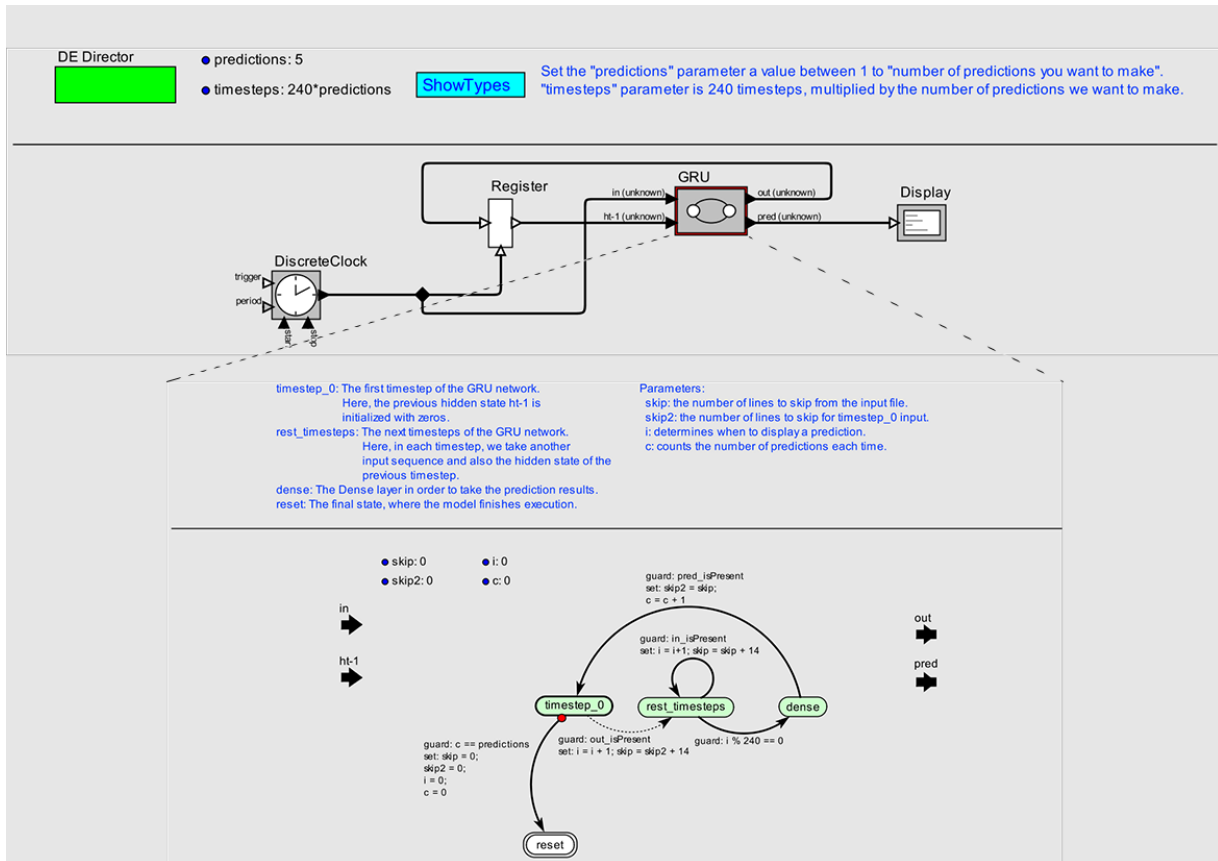 DE Director
predictions: 5
timesteps: 240*predictions
ShowTypes
Set the "predictions" parameter a value between 1 to "number of predictions you want to make".
"timesteps" parameter is 240 timesteps, multiplied by the number of predictions we want to make.
Register
GRU
in (unknown)
ht-1 (unknown)
out (unknown)
pred (unknown)
Display
DiscreteClock
trigger
period
start
stop
timestep_0: The first timestep of the GRU network.
Here, the previous hidden state ht-1 is
initialized with zeros.
rest_timesteps: The next timesteps of the GRU network.
Here, in each timestep, we take another
input sequence and also the hidden state of the
previous timestep.
dense: The Dense layer in order to take the prediction results.
reset: The final state, where the model finishes execution.
Parameters:
skip: the number of lines to skip from the input file.
skip2: the number of lines to skip for timestep_0 input.
i: determines when to display a prediction.
c: counts the number of predictions each time.
skip: 0
i: 0
skip2: 0
c: 0
in
ht-1
out
pred
guard: pred_isPresent
set: skip2 = skip;
c = c + 1
guard: in_isPresent
set: i = i+1; skip = skip + 14
timestep_0
rest_timesteps
dense
guard: out_isPresent
set: i = i + 1; skip = skip2 + 14
guard: i % 240 == 0
guard: c == predictions
set: skip = 0;
skip2 = 0;
i = 0;
c = 0
reset